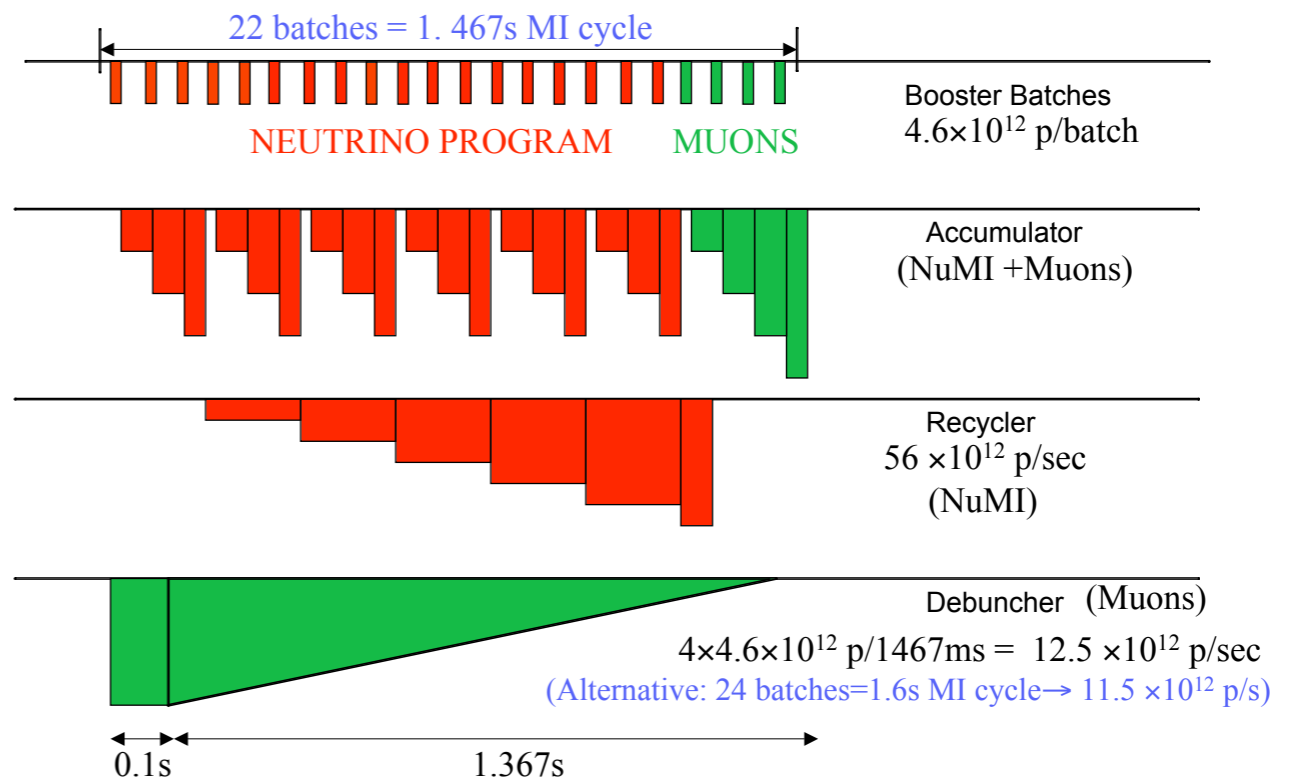 22 batches = 1. 467s MI cycle
NEUTRINO PROGRAM
MUONS
Booster Batches
4.6×10¹² p/batch
Accumulator
(NuMI +Muons)
Recycler
56 ×10¹² p/sec
(NuMI)
Debuncher (Muons)
4×4.6×10¹² p/1467ms = 12.5 ×10¹² p/sec
(Alternative: 24 batches=1.6s MI cycle→ 11.5 ×10¹² p/s)
0.1s
1.367s